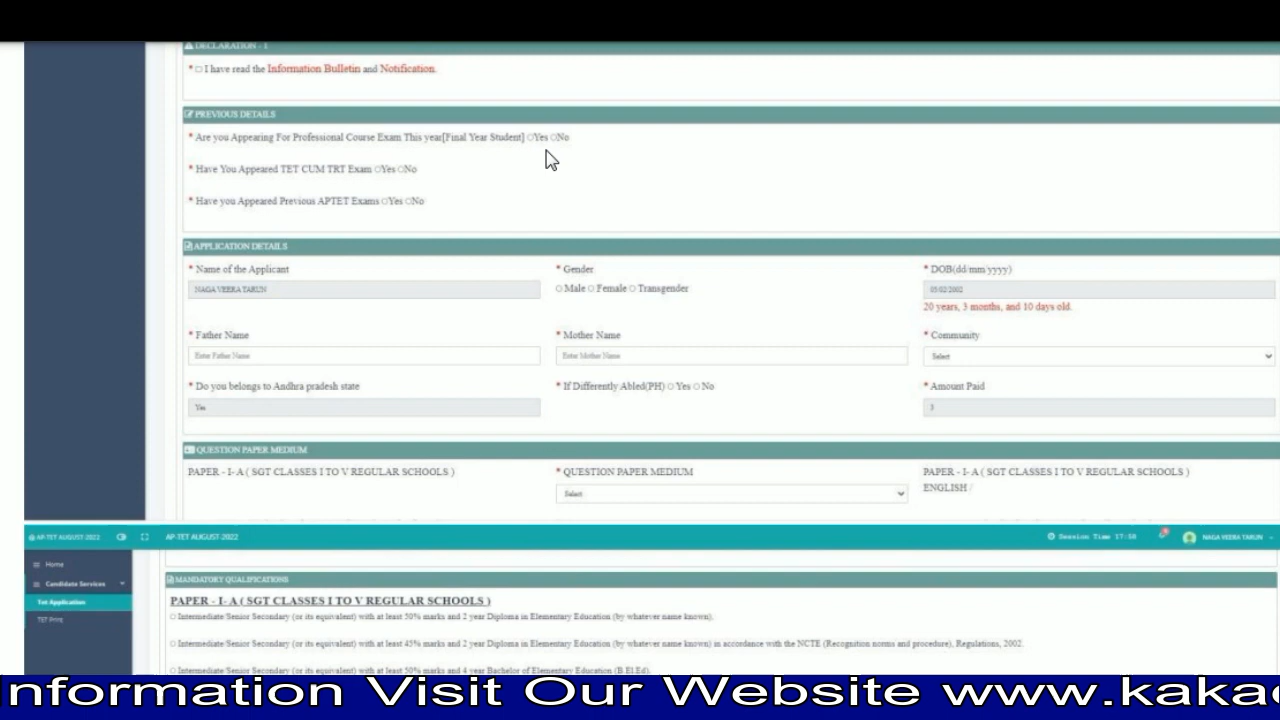 DECLARATION - 1
* I have read the Information Bulletin and Notification.
PREVIOUS DETAILS
* Are you Appearing For Professional Course Exam This year[Final Year Student] Yes No
* Have You Appeared TET CUM TRT Exam Yes No
* Have you Appeared Previous APTET Exams Yes No
APPLICATION DETAILS
* Name of the Applicant * Gender * DOB(dd/mm/yyyy)
NAGA VEERA TARUN Male Female Transgender 05/02/2002
20 years, 3 months, and 10 days old.
* Father Name * Mother Name * Community
Enter Father Name Enter Mother Name Select
* Do you belongs to Andhra pradesh state * If Differently Abled(PH) Yes No * Amount Paid
Yes 3
QUESTION PAPER MEDIUM
PAPER - I- A ( SGT CLASSES I TO V REGULAR SCHOOLS ) * QUESTION PAPER MEDIUM PAPER - I- A ( SGT CLASSES I TO V REGULAR SCHOOLS )
Select ENGLISH /
AP-TET AUGUST-2022 AP-TET AUGUST-2022 Session Time 17:58 NAGA VEERA TARUN
Home
Candidate Services
Tet Application
TET Print
MANDATORY QUALIFICATIONS
PAPER - I- A ( SGT CLASSES I TO V REGULAR SCHOOLS )
Intermediate/Senior Secondary (or its equivalent) with at least 50% marks and 2 year Diploma in Elementary Education (by whatever name known).
Intermediate/Senior Secondary (or its equivalent) with at least 45% marks and 2 year Diploma in Elementary Education (by whatever name known) in accordance with the NCTE (Recognition norms and procedure), Regulations, 2002.
Intermediate/Senior Secondary (or its equivalent) with at least 50% marks and 4 year Bachelor of Elementary Education (B.El.Ed).
nformation Visit Our Website www.kakad